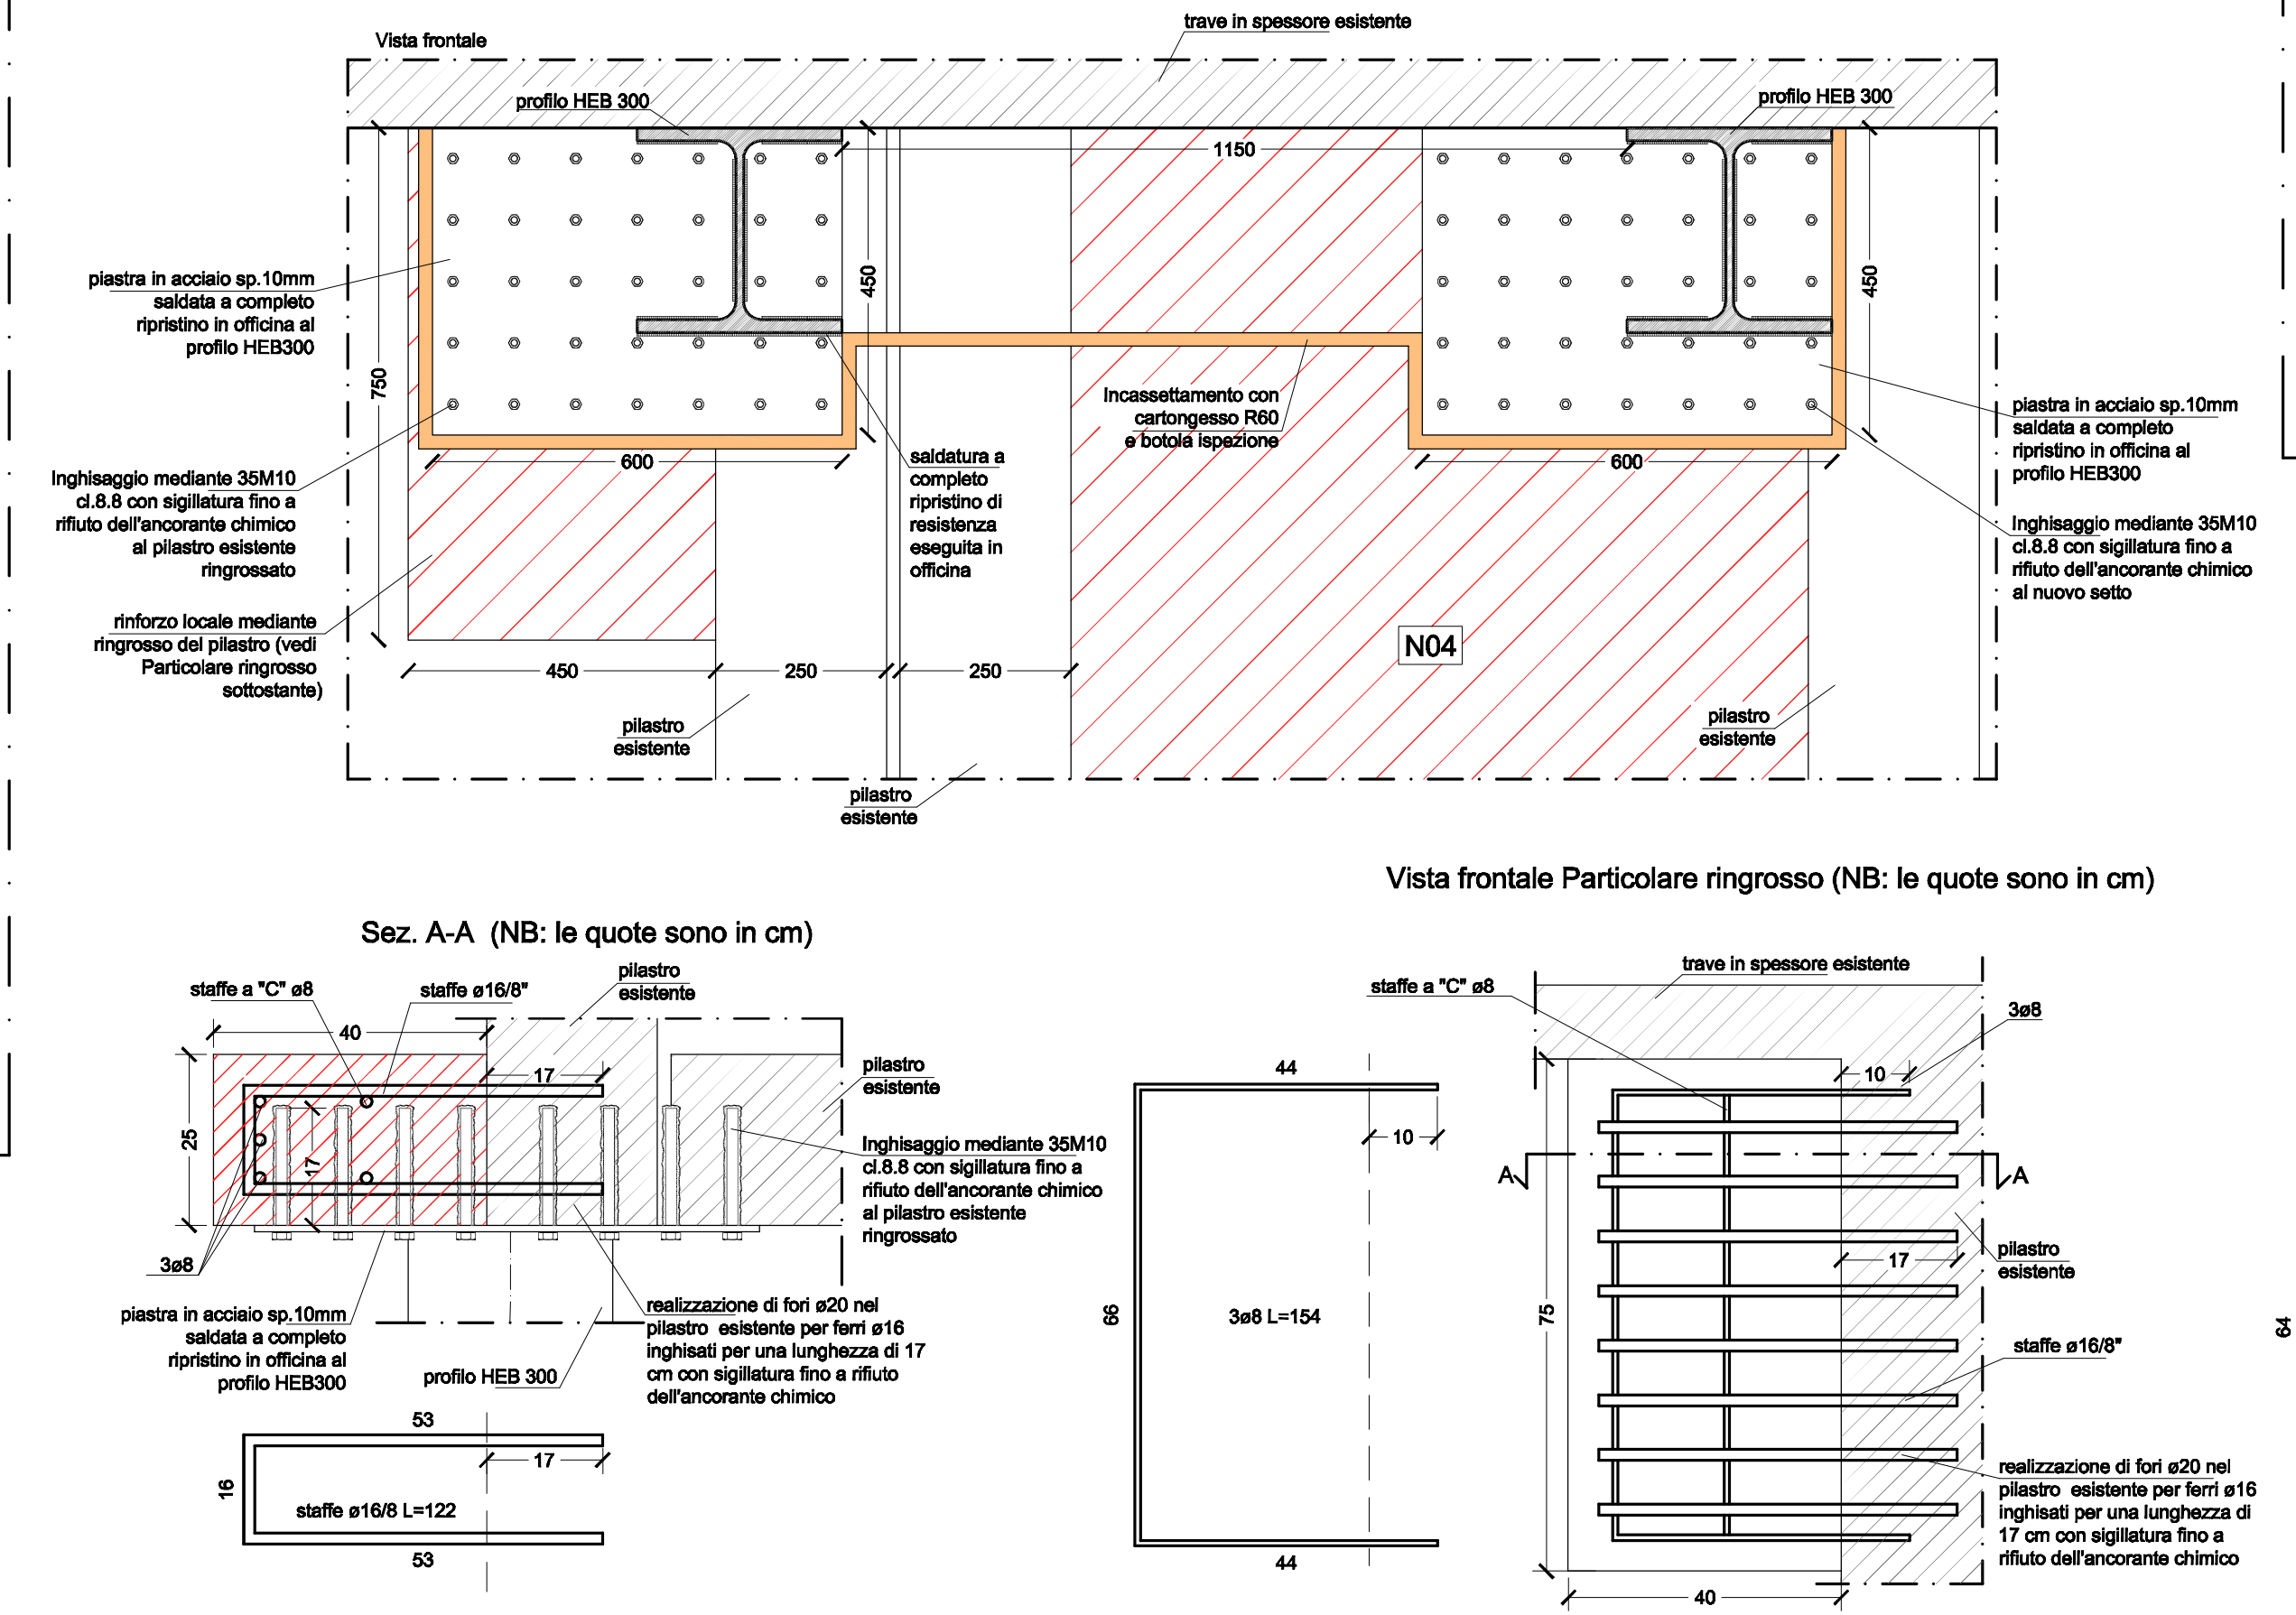 trave in spessore esistente
Vista frontale
profilo HEB 300
profilo HEB 300
1150
piastra in acciaio sp.10mm
saldata a completo
ripristino in officina al
profilo HEB300
750
450
450
Incassettamento con
cartongesso R60
e botola ispezione
piastra in acciaio sp.10mm
saldata a completo
ripristino in officina al
profilo HEB300
600
600
saldatura a
completo
ripristino di
resistenza
eseguita in
officina
Inghisaggio mediante 35M10
cl.8.8 con sigillatura fino a
rifiuto dell'ancorante chimico
al pilastro esistente
ringrossato
Inghisaggio mediante 35M10
cl.8.8 con sigillatura fino a
rifiuto dell'ancorante chimico
al nuovo setto
rinforzo locale mediante
ringrosso del pilastro (vedi
Particolare ringrosso
sottostante)
N04
450
250
250
pilastro
esistente
pilastro
esistente
pilastro
esistente
Vista frontale Particolare ringrosso (NB: le quote sono in cm)
Sez. A-A (NB: le quote sono in cm)
staffe a "C" ø8
staffe ø16/8"
pilastro
esistente
40
17
25
17
pilastro
esistente
Inghisaggio mediante 35M10
cl.8.8 con sigillatura fino a
rifiuto dell'ancorante chimico
al pilastro esistente
ringrossato
3ø8
piastra in acciaio sp.10mm
saldata a completo
ripristino in officina al
profilo HEB300
profilo HEB 300
realizzazione di fori ø20 nel
pilastro esistente per ferri ø16
inghisati per una lunghezza di 17
cm con sigillatura fino a rifiuto
dell'ancorante chimico
53
17
16
staffe ø16/8 L=122
53
44
10
66
3ø8 L=154
44
trave in spessore esistente
staffe a "C" ø8
3ø8
10
A
A
17
pilastro
esistente
75
staffe ø16/8"
64
realizzazione di fori ø20 nel
pilastro esistente per ferri ø16
inghisati per una lunghezza di
17 cm con sigillatura fino a
rifiuto dell'ancorante chimico
40